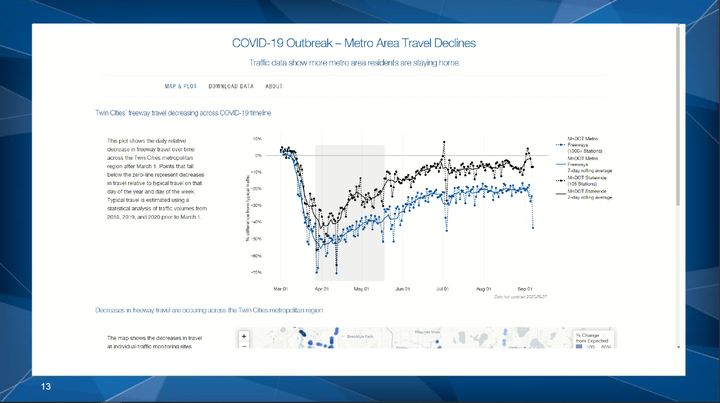 COVID-19 Outbreak – Metro Area Travel Declines
Traffic data show more metro area residents are staying home
MAP & PLOT DOWNLOAD DATA ABOUT
Twin Cities' freeway travel decreasing across COVID-19 timeline
This plot shows the daily relative
decrease in freeway travel over time
across the Twin Cities metropolitan
region after March 1. Points that fall
below the zero-line represent decreases
in travel relative to typical travel on that
day of the year and day of the week.
Typical travel is estimated using a
statistical analysis of traffic volumes from
2018, 2019, and 2020 prior to March 1.
% difference from typical traffic
10%
0%
-10%
-20%
-30%
-40%
-50%
-60%
-70%
Mar 01 Apr 01 May 01 Jun 01 Jul 01 Aug 01 Sep 01
MnDOT Metro
Freeways
(1000+ Stations)
MnDOT Metro
Freeways
7-day rolling average
MnDOT Statewide
(105 Stations)
MnDOT Statewide
7-day rolling average
Data last updated:
Decreases in freeway travel are occuring across the Twin Cities metropolitan region
The map shows the decreases in travel
at individual traffic monitoring sites
+
−
Brooklyn Park
% Change
from Expected
13